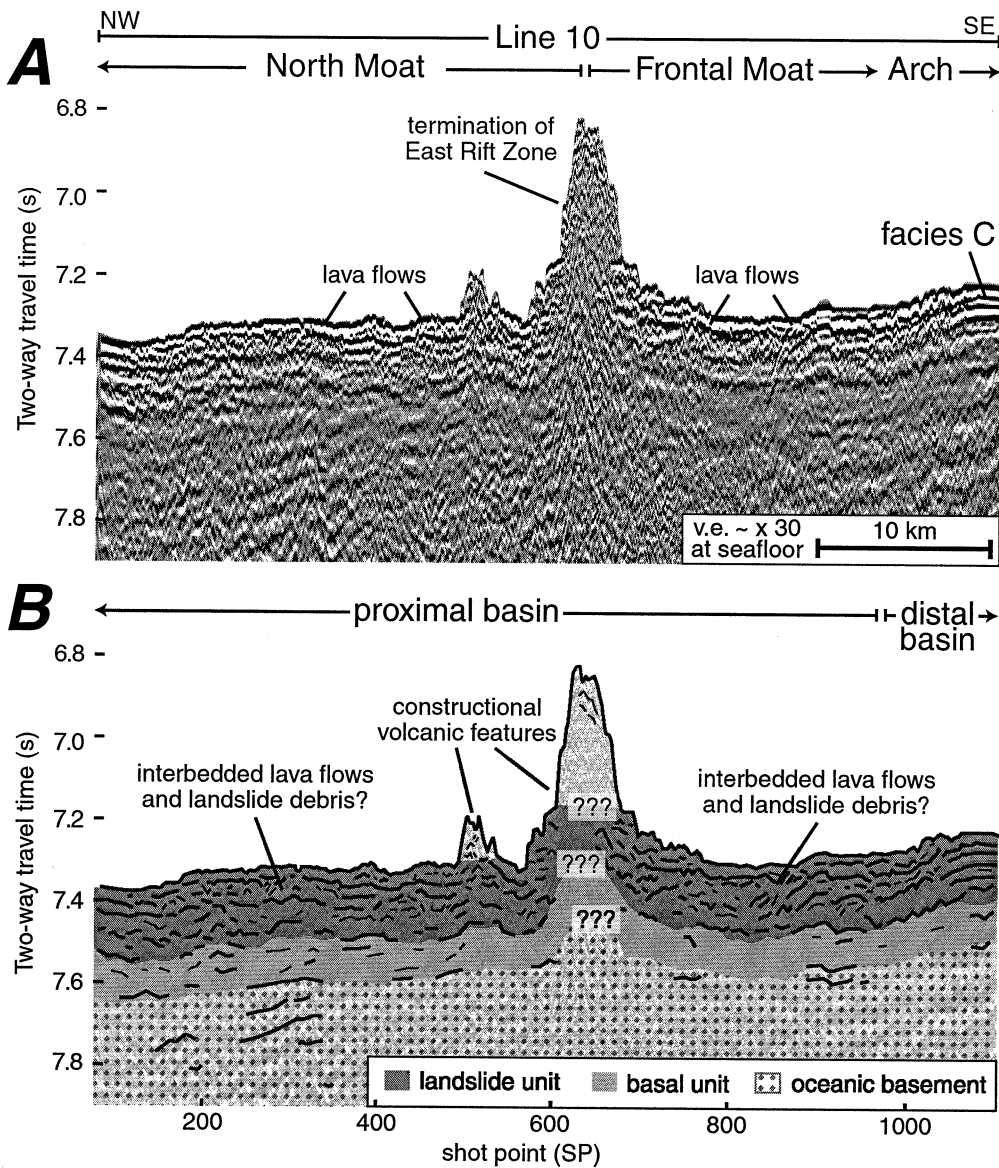 NW
SE
Line 10
A
North Moat
Frontal Moat
Arch
6.8
7.0
7.2
7.4
7.6
7.8
Two-way travel time (s)
termination of
East Rift Zone
facies C
lava flows
lava flows
v.e. ~ x 30
at seafloor
10 km
B
proximal basin
distal
basin
6.8
7.0
7.2
7.4
7.6
7.8
Two-way travel time (s)
constructional
volcanic features
interbedded lava flows
and landslide debris?
interbedded lava flows
and landslide debris?
???
???
???
landslide unit
basal unit
oceanic basement
200
400
600
800
1000
shot point (SP)